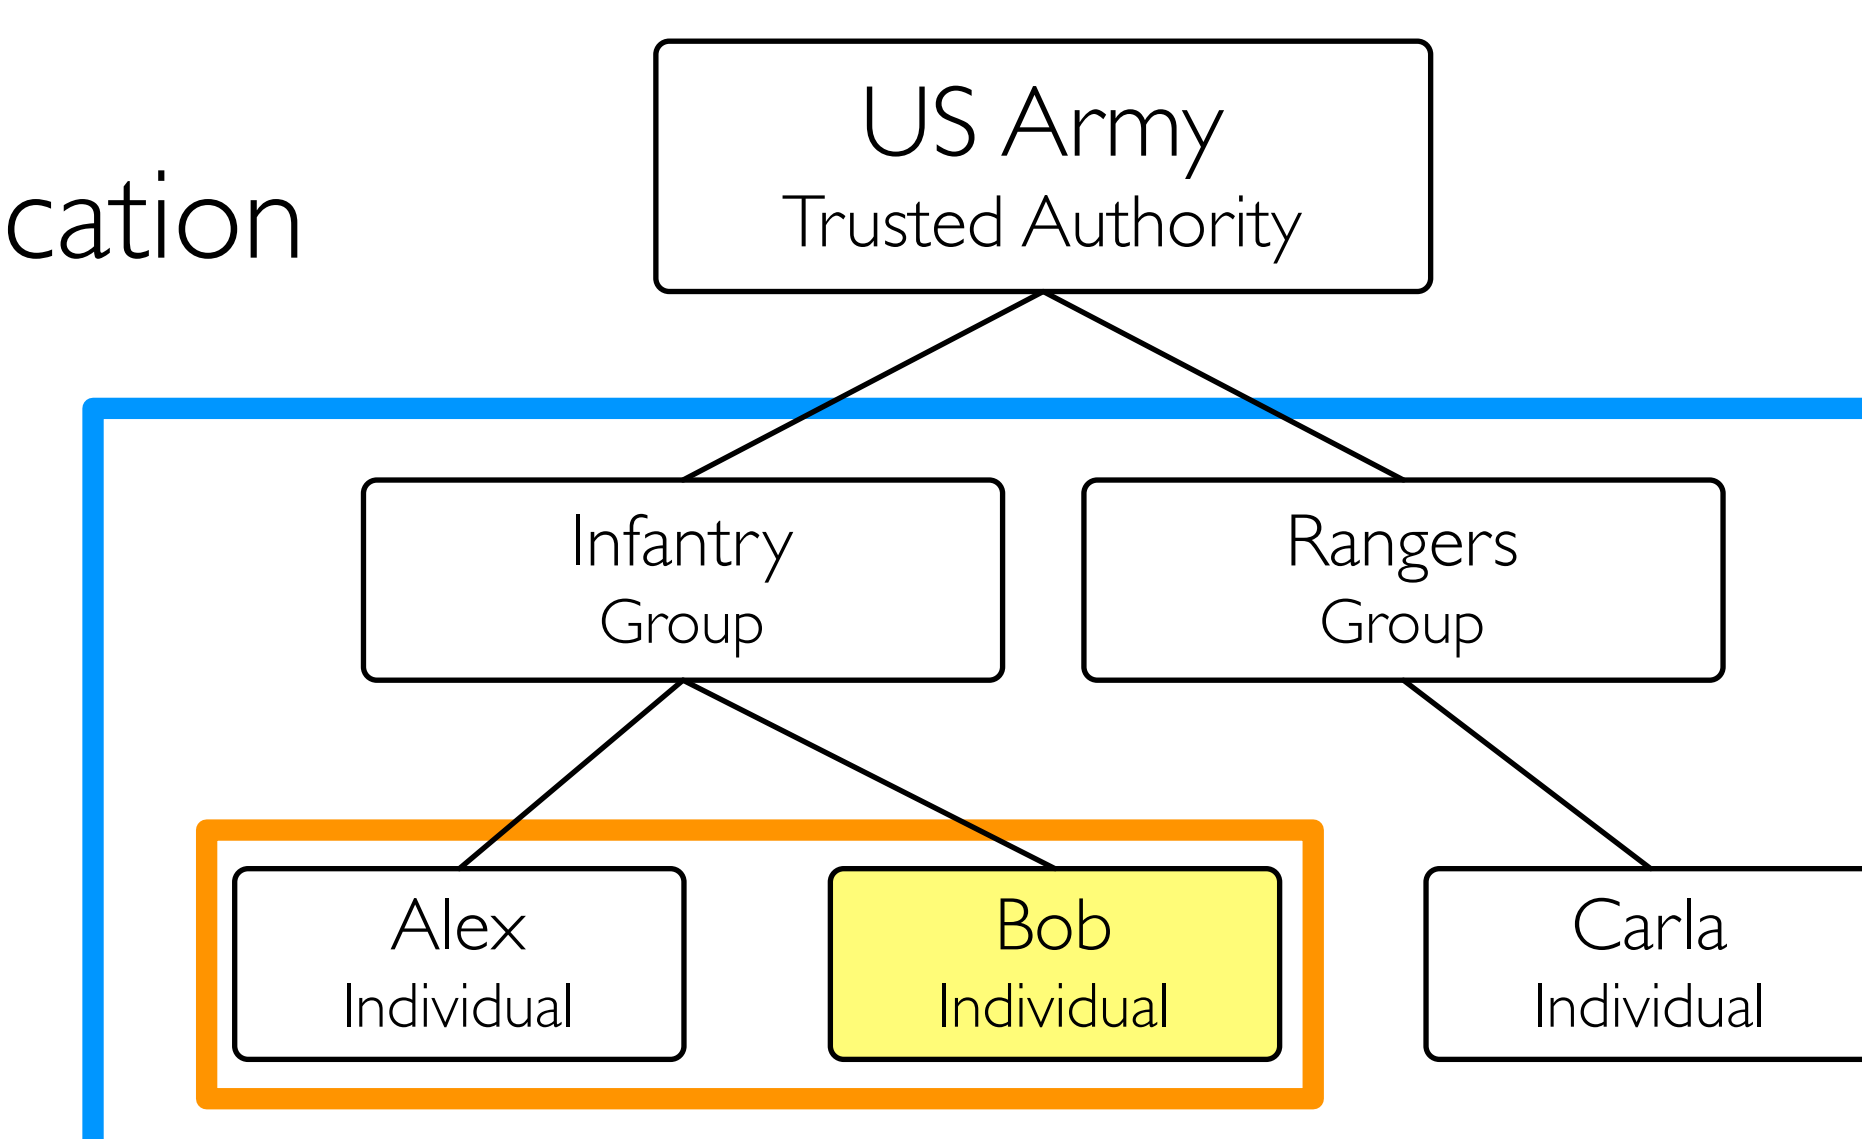 US Army
Trusted Authority
cation
Infantry
Group
Rangers
Group
Alex
Individual
Bob
Individual
Carla
Individual